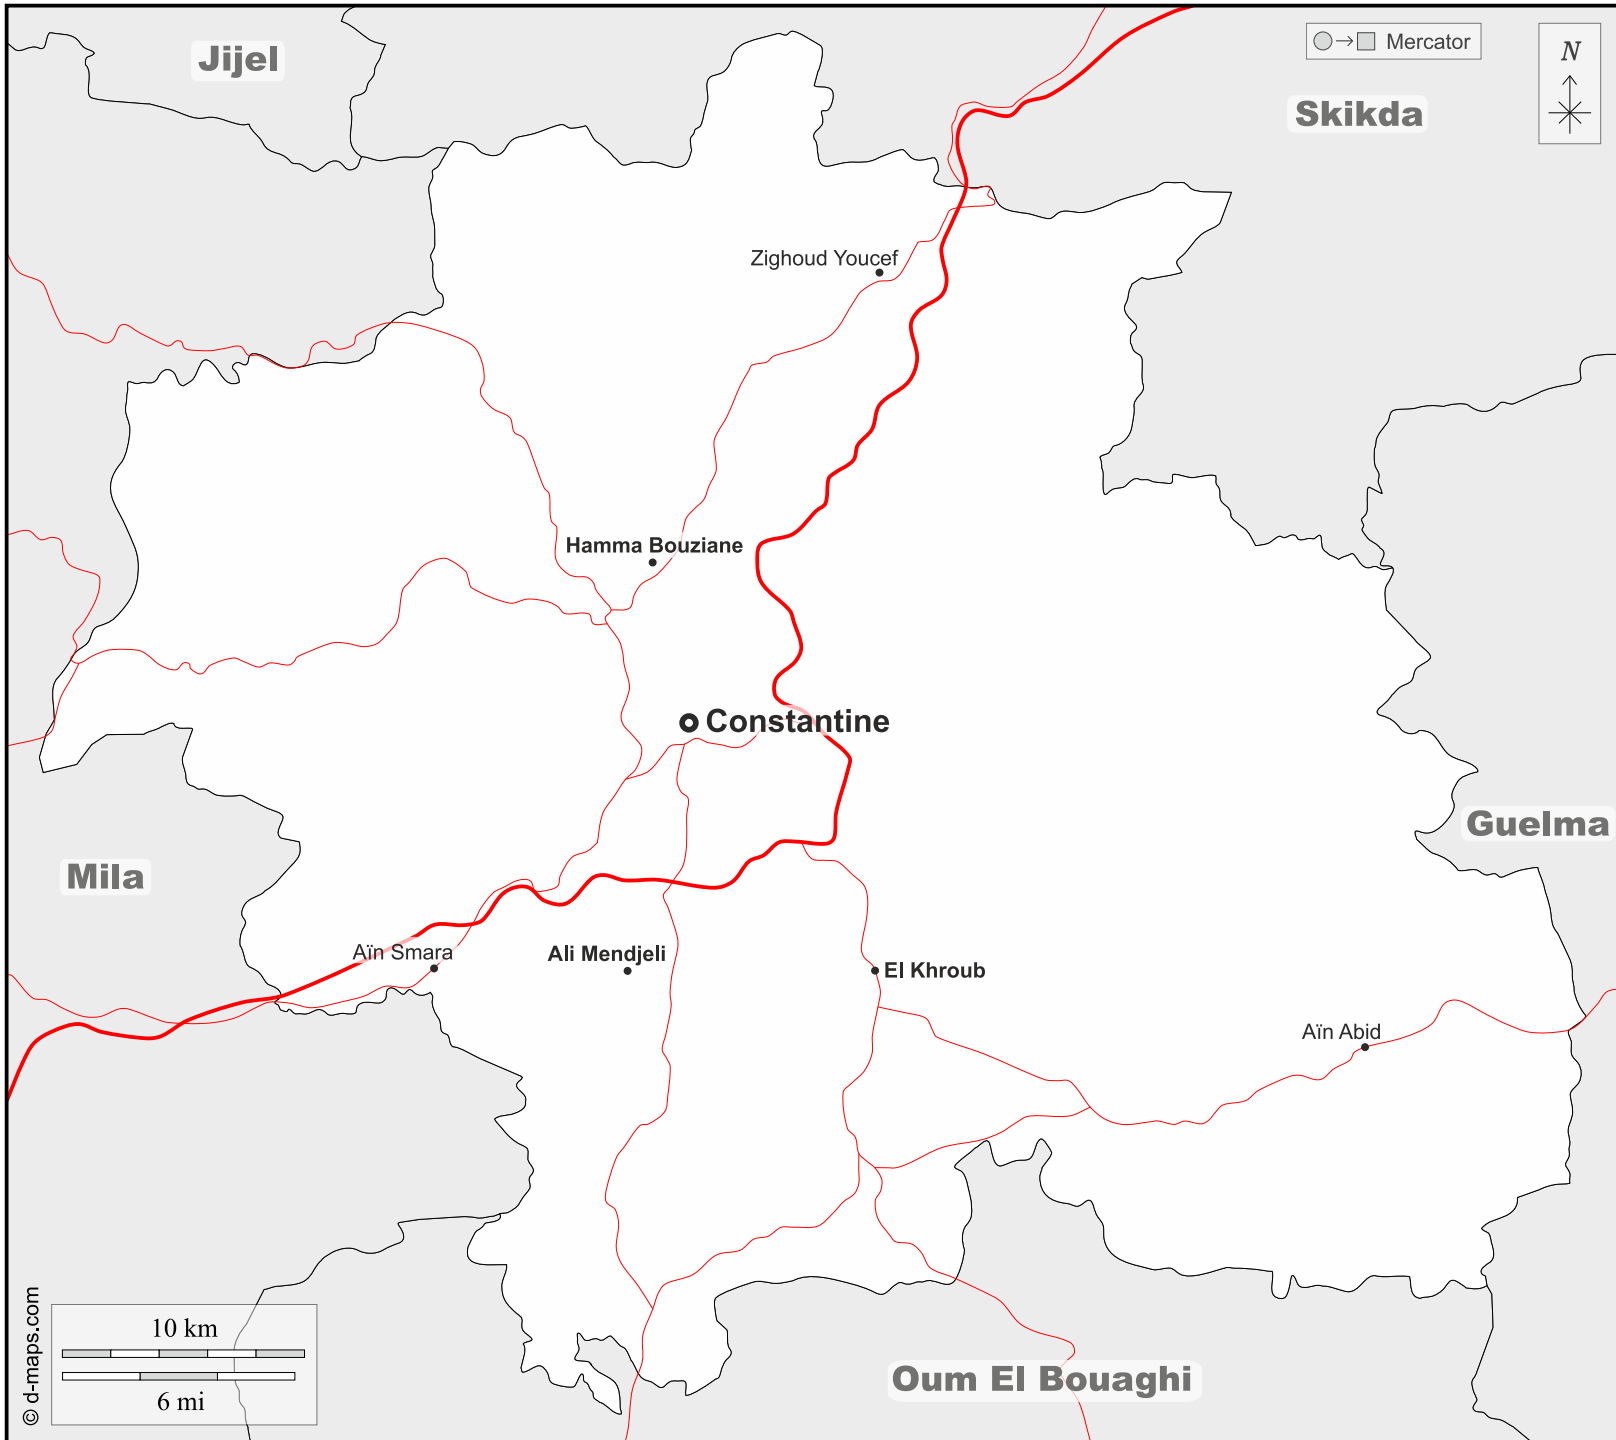 Jijel
Mercator
N
Skikda
Zighoud Youcef
Hamma Bouziane
Constantine
Guelma
Mila
Aïn Smara
Ali Mendjeli
El Khroub
Aïn Abid
10 km
6 mi
Oum El Bouaghi
© d-maps.com